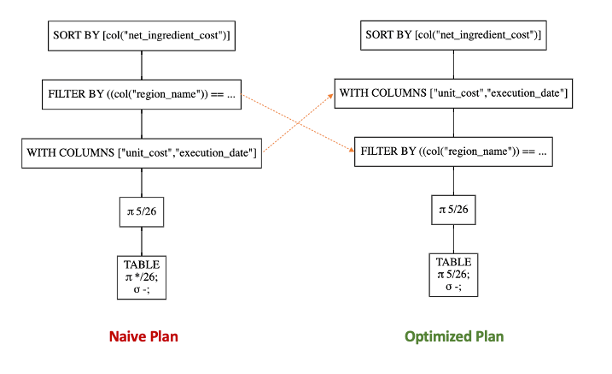 SORT BY [col("net_ingredient_cost")]
FILTER BY ((col("region_name")) == ...
WITH COLUMNS ["unit_cost","execution_date"]
π 5/26
TABLE
π */26;
σ -;
Naive Plan
SORT BY [col("net_ingredient_cost")]
WITH COLUMNS ["unit_cost","execution_date"]
FILTER BY ((col("region_name")) == ...
π 5/26
TABLE
π 5/26;
σ -;
Optimized Plan